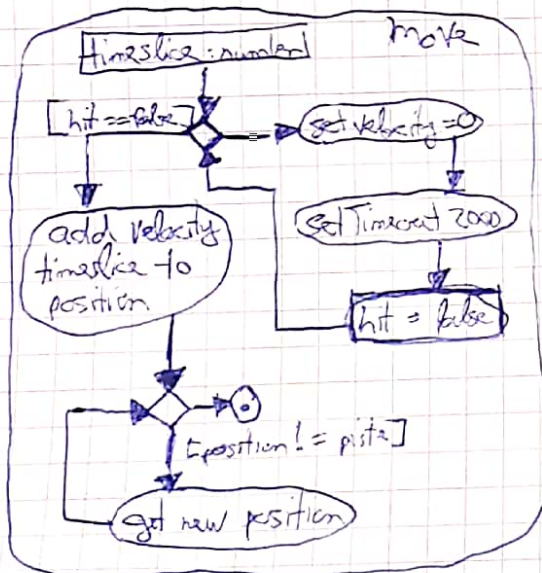 move
timeslice : number
[hit == false]
set velocity = 0
add velocity
timeslice to
position
setTimeout 2000
hit = false
[position != piste]
get new position